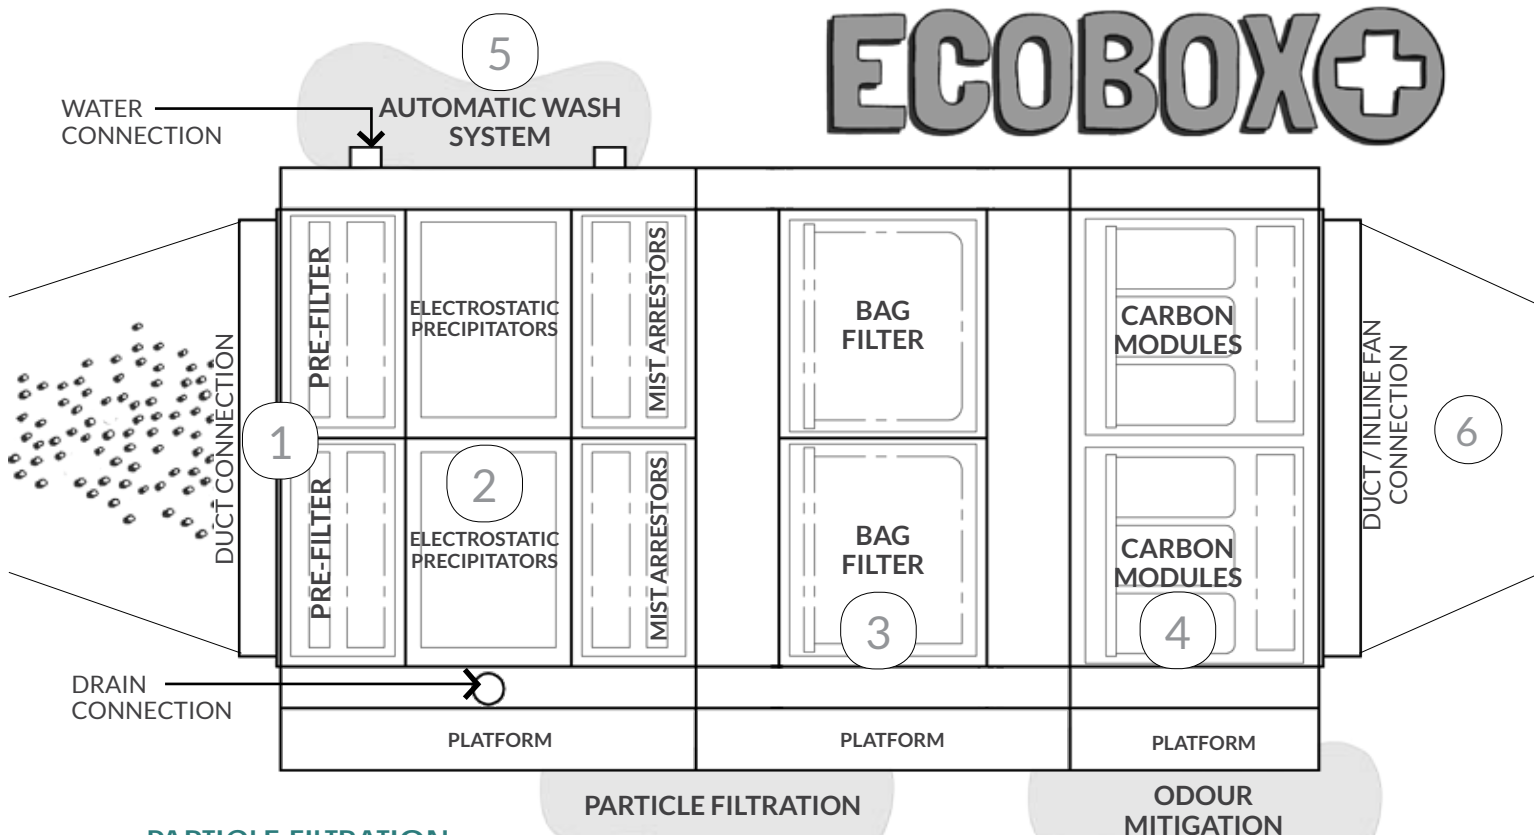 5
ECOBOX+
WATER
CONNECTION
AUTOMATIC WASH
SYSTEM
PRE-FILTER
ELECTROSTATIC
PRECIPITATORS
MIST ARRESTORS
BAG
FILTER
CARBON
MODULES
DUCT CONNECTION
1
DUCT / INLINE FAN
CONNECTION
6
PRE-FILTER
2
ELECTROSTATIC
PRECIPITATORS
MIST ARRESTORS
BAG
FILTER
3
CARBON
MODULES
4
DRAIN
CONNECTION
PLATFORM
PLATFORM
PLATFORM
PARTICLE FILTRATION
ODOUR
MITIGATION
PARTICLE FILTRATION